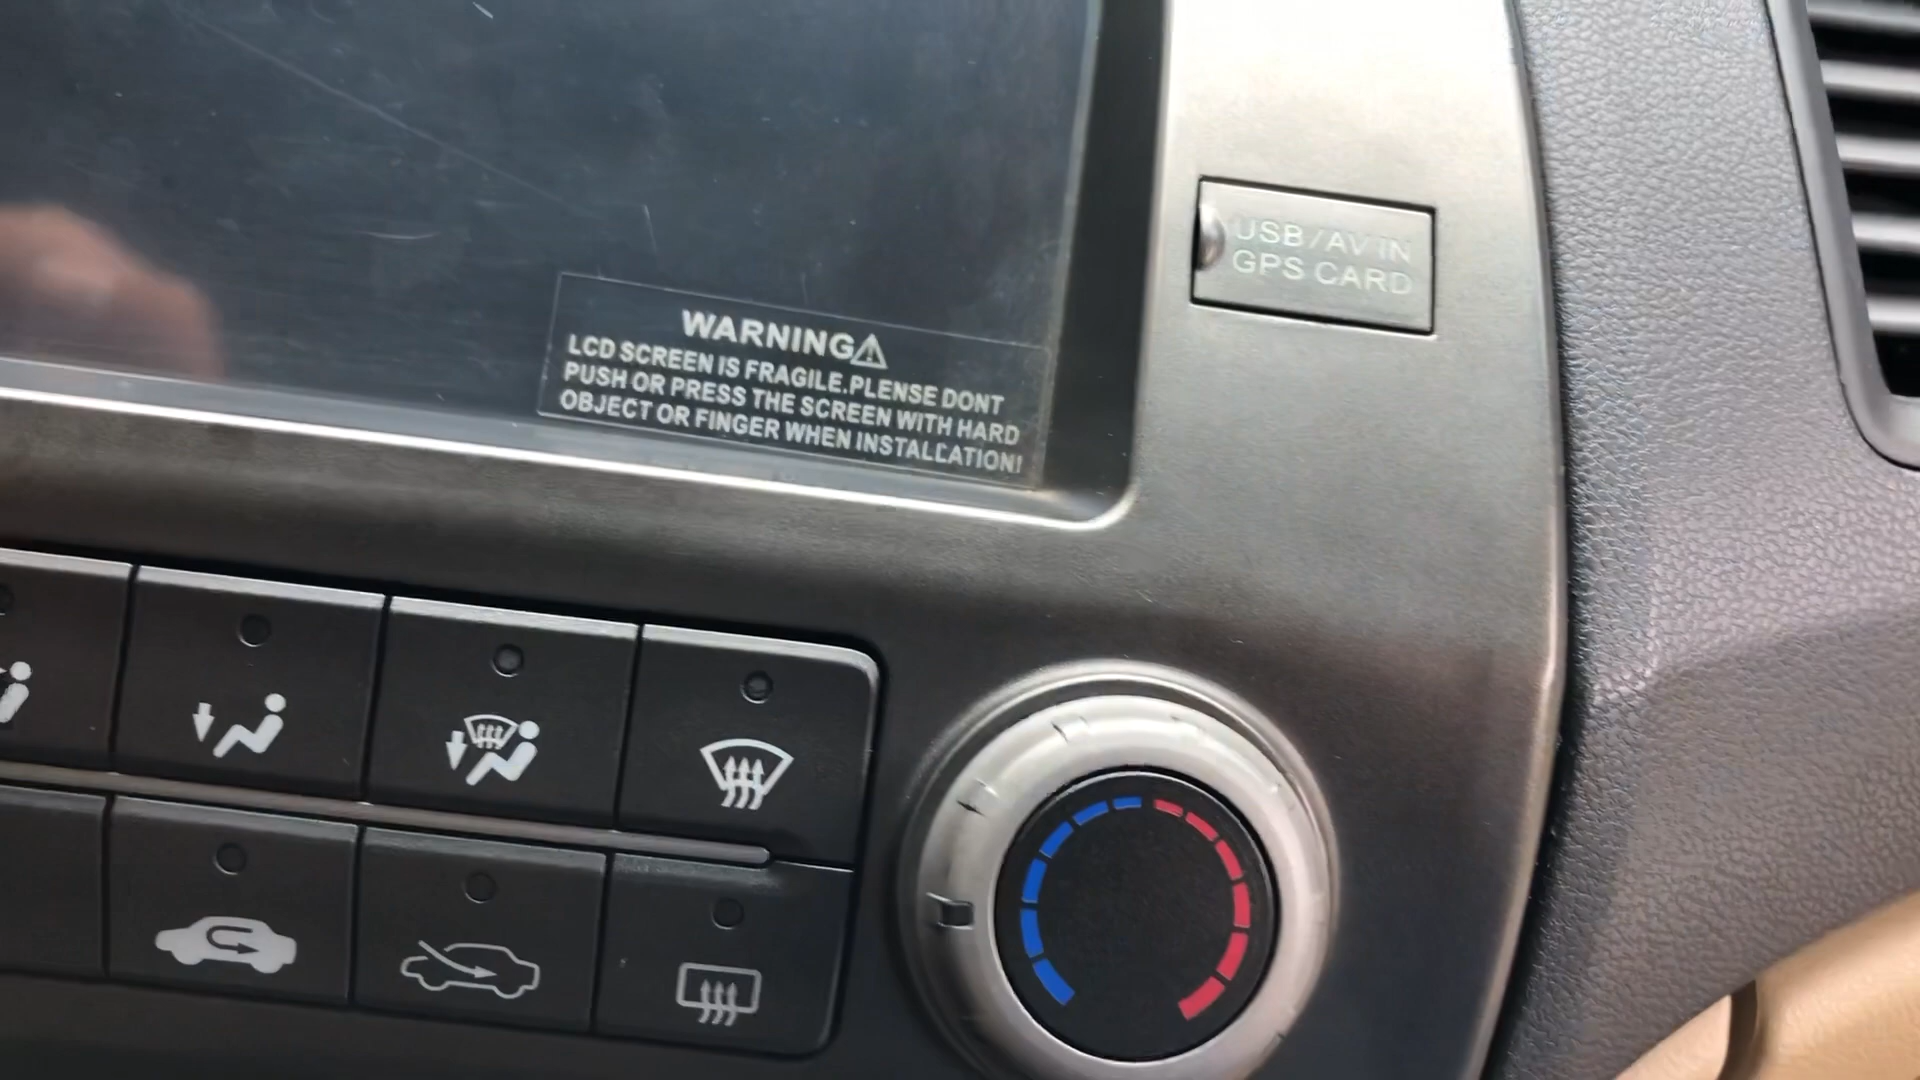 USB/AV IN
GPS CARD
WARNING
LCD SCREEN IS FRAGILE.PLENSE DONT
PUSH OR PRESS THE SCREEN WITH HARD
OBJECT OR FINGER WHEN INSTALLATION!